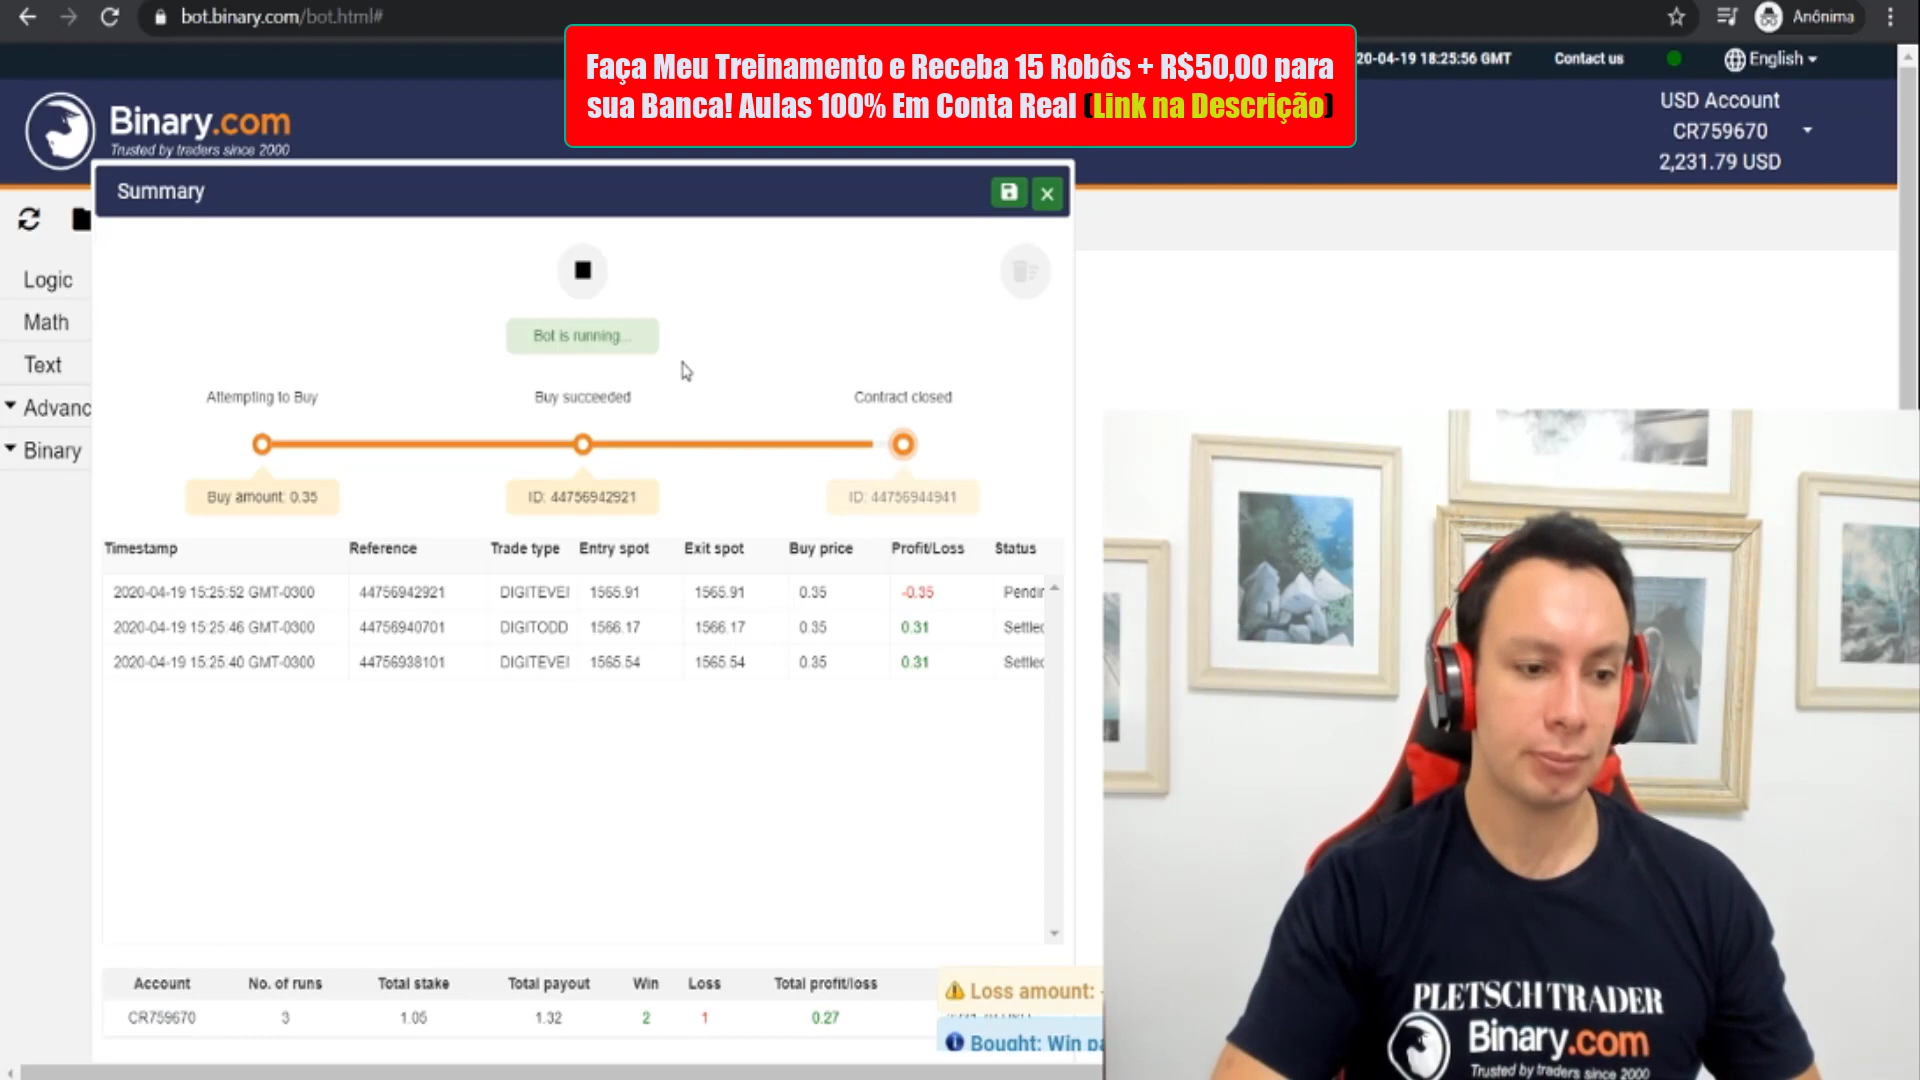 bot.binary.com/bot.html#
Anônima
Faça Meu Treinamento e Receba 15 Robôs + R$50,00 para
sua Banca! Aulas 100% Em Conta Real (Link na Descrição)
20-04-19 18:25:56 GMT
Contact us
English
Binary.com
Trusted by traders since 2000
USD Account
CR759670
2,231.79 USD
Summary
Logic
Math
Text
Advanc
Binary
Bot is running...
Attempting to Buy
Buy succeeded
Contract closed
Buy amount: 0.35
ID: 44756942921
ID: 44756944941
Timestamp Reference Trade type Entry spot Exit spot Buy price Profit/Loss Status
2020-04-19 15:25:52 GMT-0300 44756942921 DIGITEVE 1565.91 1565.91 0.35 -0.35 Pendin
2020-04-19 15:25:46 GMT-0300 44756940701 DIGITODD 1566.17 1566.17 0.35 0.31 Settled
2020-04-19 15:25:40 GMT-0300 44756938101 DIGITEVE 1565.54 1565.54 0.35 0.31 Settled
Account No. of runs Total stake Total payout Win Loss Total profit/loss
CR759670 3 1.05 1.32 2 1 0.27
Loss amount: -
Bought: Win pa
PLETSCH TRADER
Binary.com
Trusted by traders since 2000